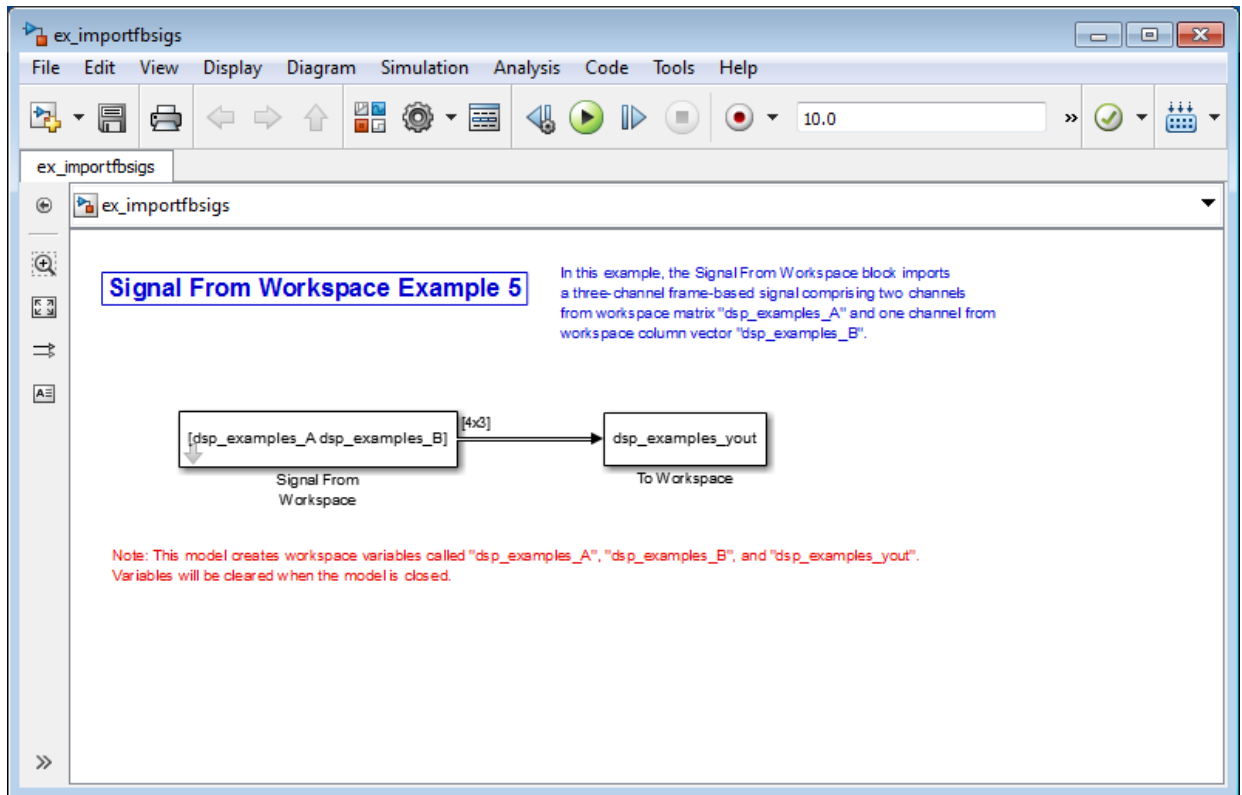 ex_importfbsigs
File Edit View Display Diagram Simulation Analysis Code Tools Help
10.0
ex_importfbsigs
ex_importfbsigs
Signal From Workspace Example 5
In this example, the Signal From Workspace block imports
a three-channel frame-based signal comprising two channels
from workspace matrix "dsp_examples_A" and one channel from
workspace column vector "dsp_examples_B".
[dsp_examples_A dsp_examples_B]
[4x3]
dsp_examples_yout
Signal From
Workspace
To Workspace
Note: This model creates workspace variables called "dsp_examples_A", "dsp_examples_B", and "dsp_examples_yout".
Variables will be cleared when the model is closed.